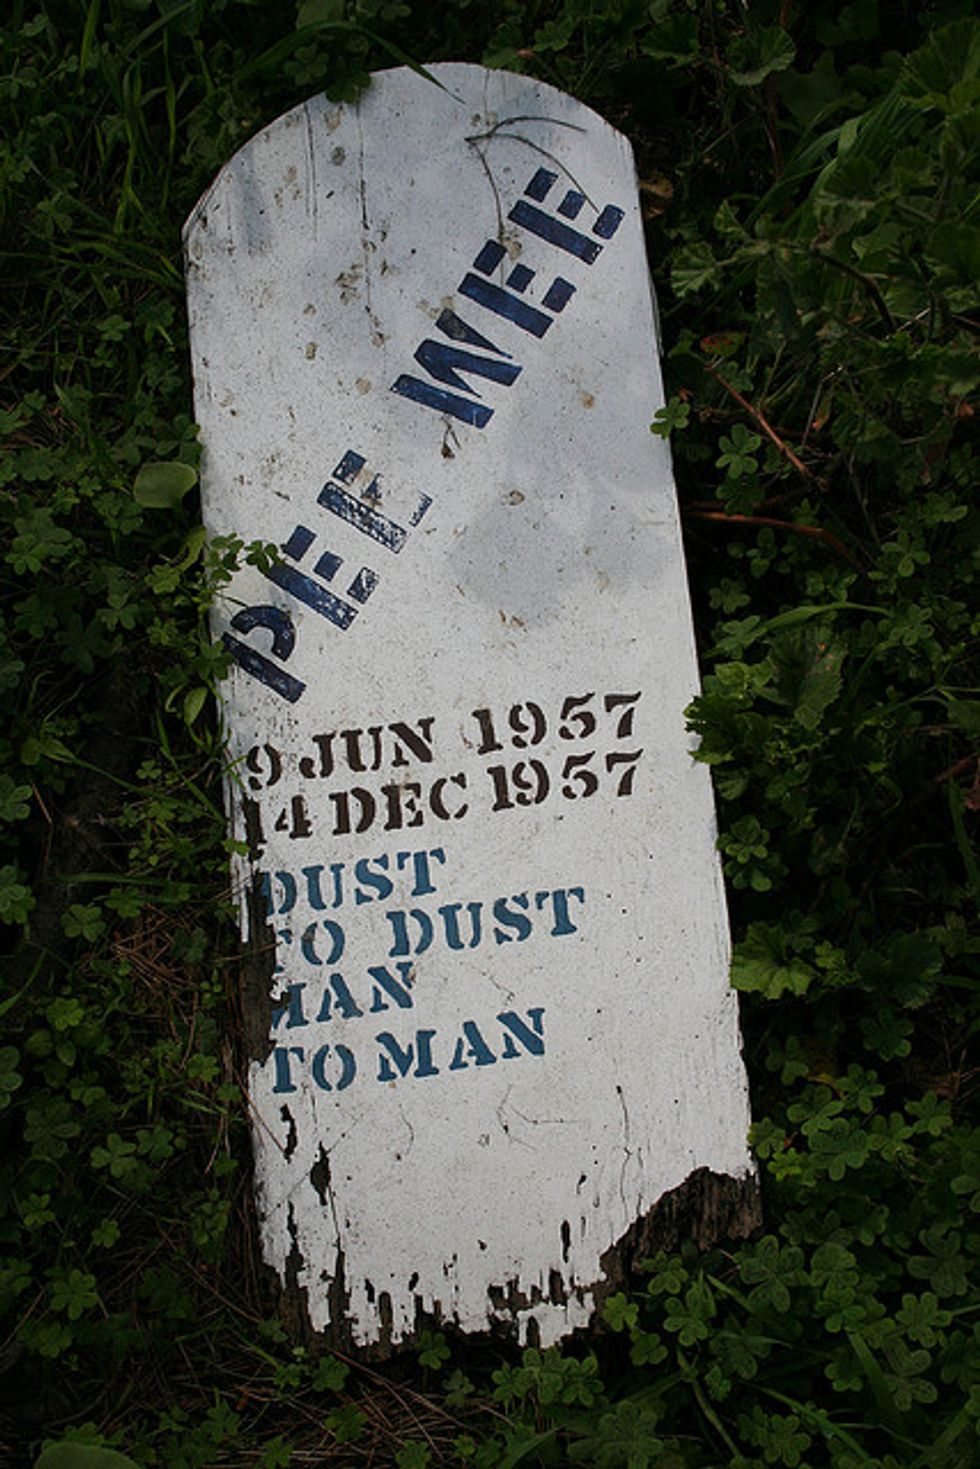 PEE WEE
9 JUN 1957
14 DEC 1957
DUST
TO DUST
MAN
TO MAN